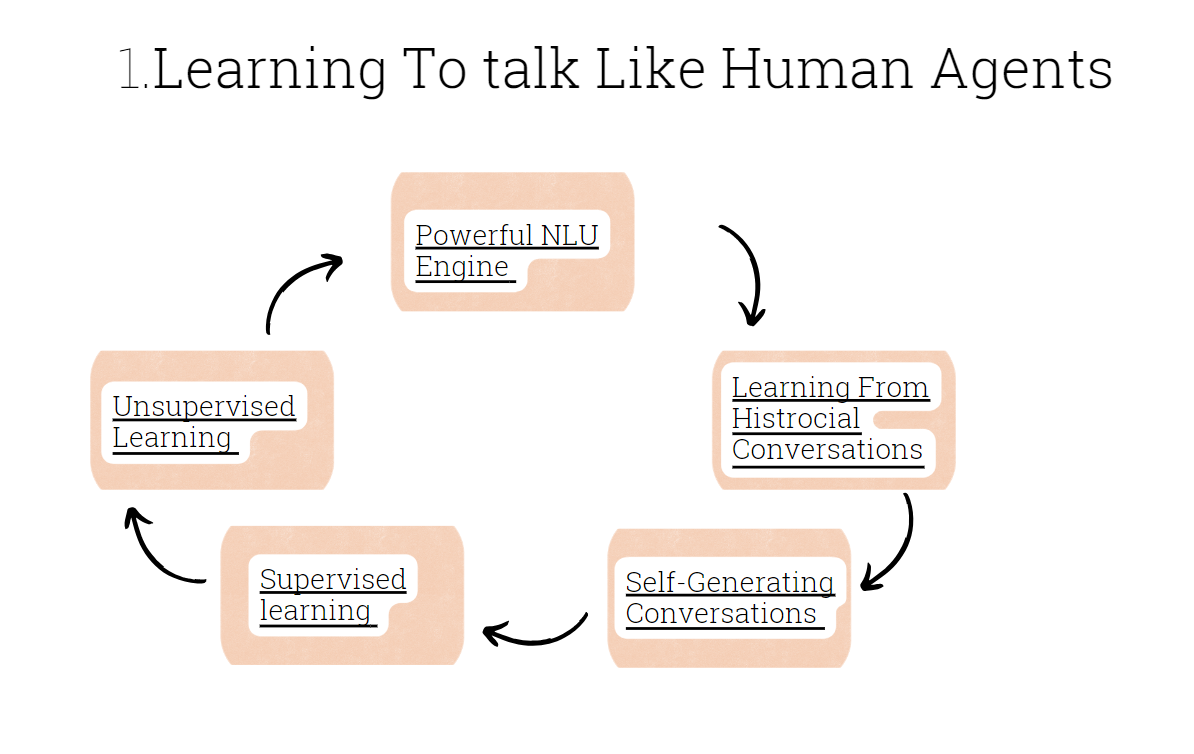 1.Learning To talk Like Human Agents
Powerful NLU
Engine
Learning From
Histrocial
Conversations
Self-Generating
Conversations
Supervised
learning
Unsupervised
Learning